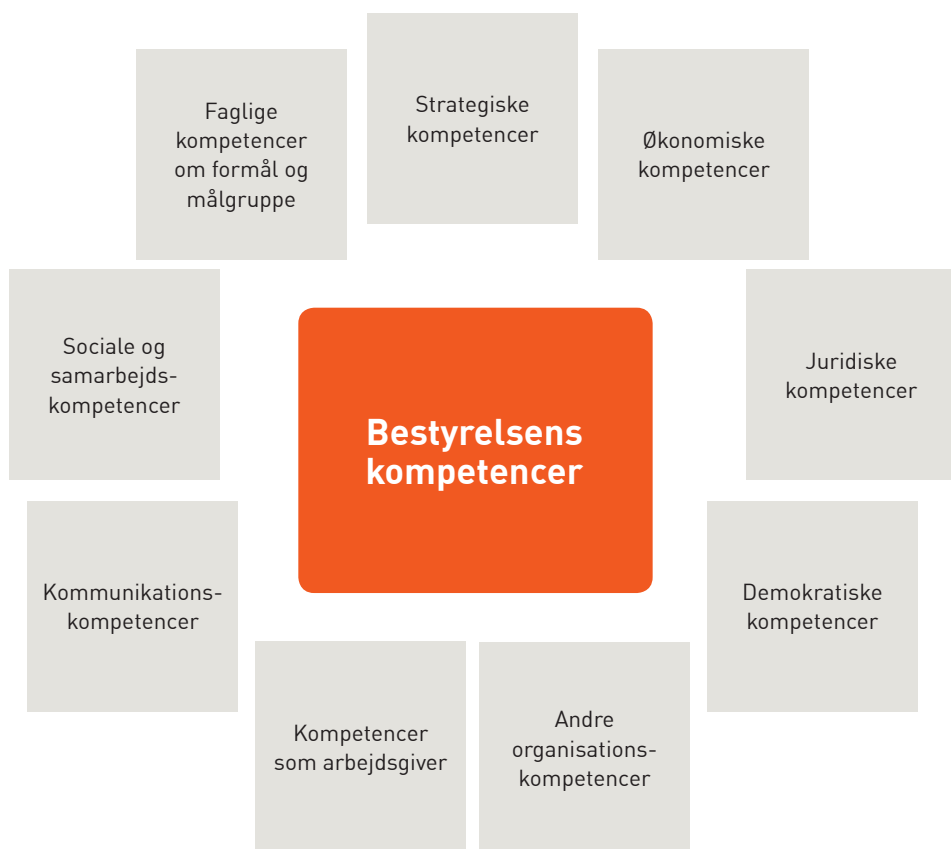 Strategiske
kompetencer
Faglige
kompetencer
om formål og
målgruppe
Økonomiske
kompetencer
Sociale og
samarbejds-
kompetencer
Juridiske
kompetencer
Bestyrelsens
kompetencer
Kommunikations-
kompetencer
Demokratiske
kompetencer
Kompetencer
som arbejdsgiver
Andre
organisations-
kompetencer